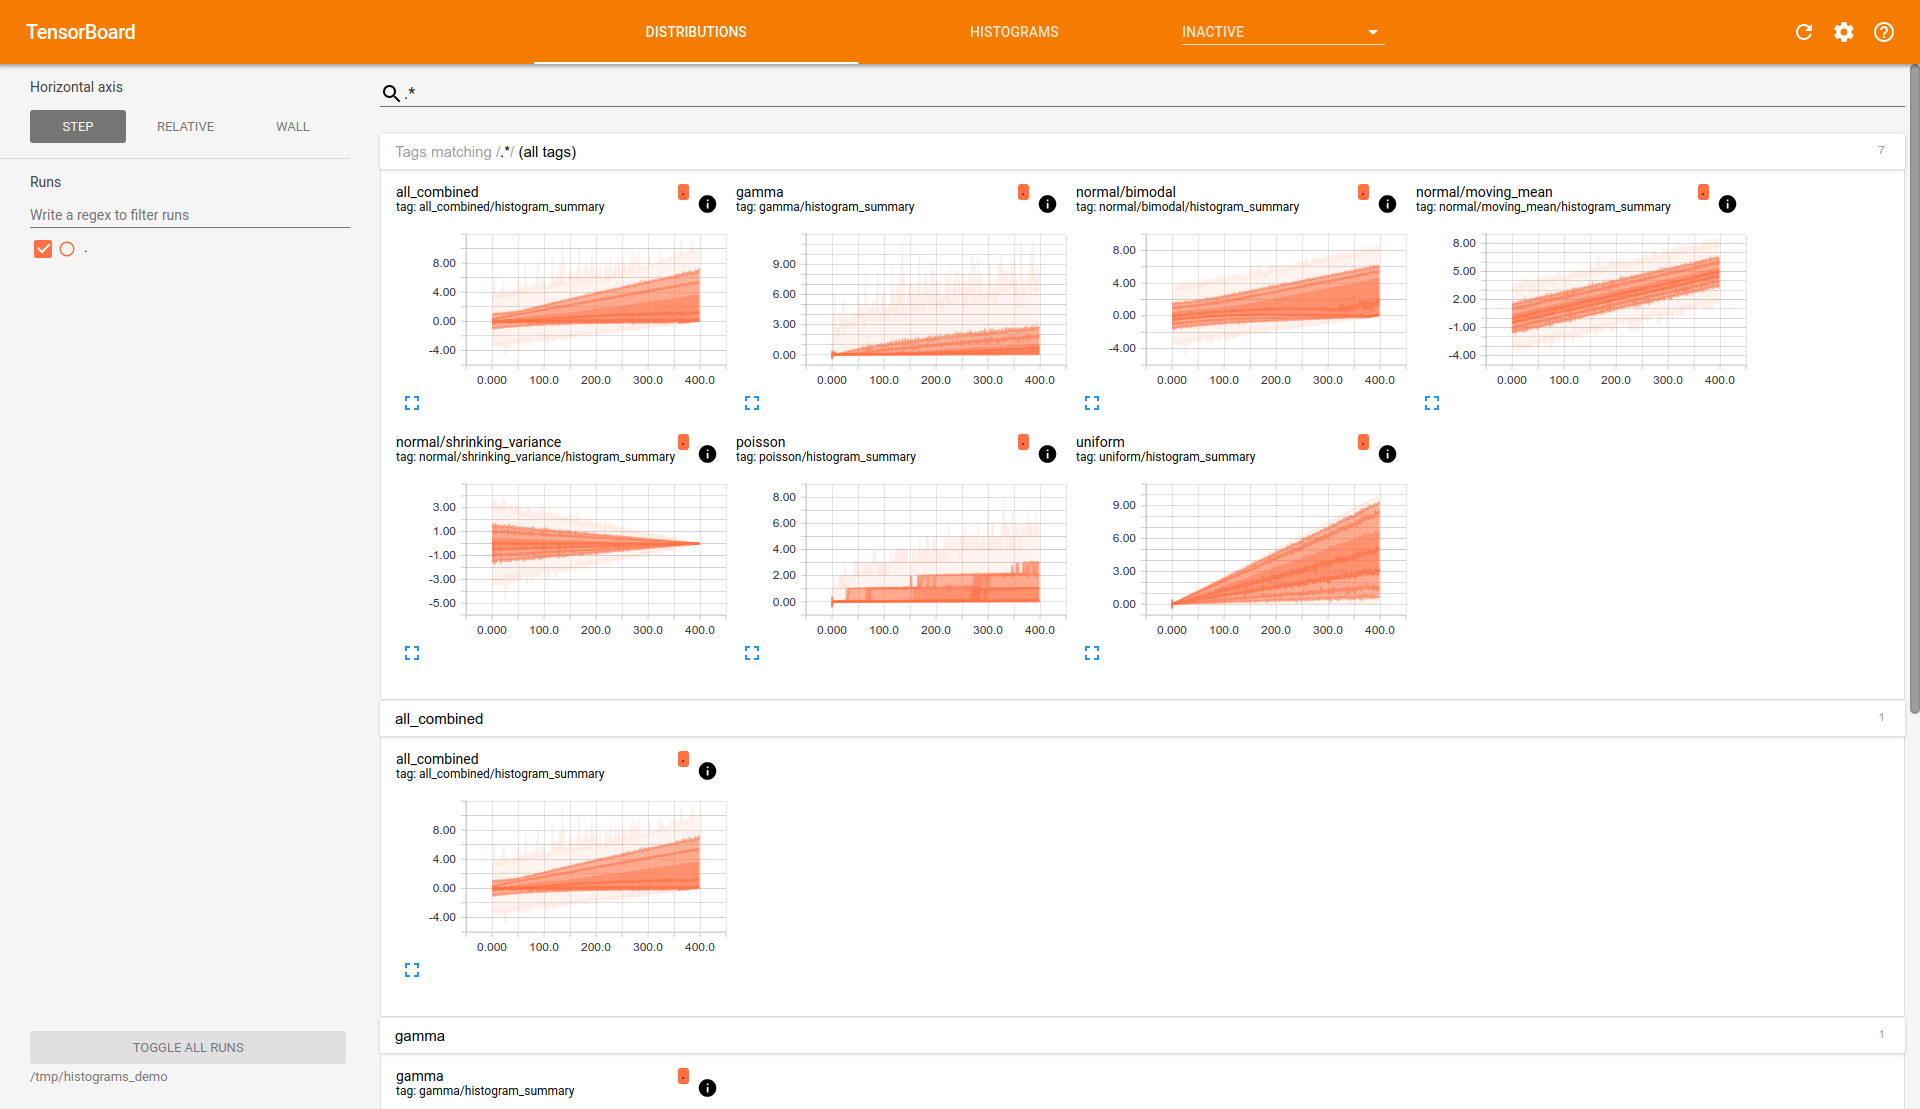 TensorBoard
DISTRIBUTIONS
HISTOGRAMS
INACTIVE
Horizontal axis
STEP
RELATIVE
WALL
Runs
Write a regex to filter runs
.
TOGGLE ALL RUNS
/tmp/histograms_demo
.*
Tags matching /.*/ (all tags)
7
all_combined
tag: all_combined/histogram_summary
.
8.00
4.00
0.00
-4.00
0.000 100.0 200.0 300.0 400.0
gamma
tag: gamma/histogram_summary
.
9.00
6.00
3.00
0.00
0.000 100.0 200.0 300.0 400.0
normal/bimodal
tag: normal/bimodal/histogram_summary
.
8.00
4.00
0.00
-4.00
0.000 100.0 200.0 300.0 400.0
normal/moving_mean
tag: normal/moving_mean/histogram_summary
.
8.00
5.00
2.00
-1.00
-4.00
0.000 100.0 200.0 300.0 400.0
normal/shrinking_variance
tag: normal/shrinking_variance/histogram_summary
.
3.00
1.00
-1.00
-3.00
-5.00
0.000 100.0 200.0 300.0 400.0
poisson
tag: poisson/histogram_summary
.
8.00
6.00
4.00
2.00
0.00
0.000 100.0 200.0 300.0 400.0
uniform
tag: uniform/histogram_summary
.
9.00
6.00
3.00
0.00
0.000 100.0 200.0 300.0 400.0
all_combined
1
all_combined
tag: all_combined/histogram_summary
.
8.00
4.00
0.00
-4.00
0.000 100.0 200.0 300.0 400.0
gamma
1
gamma
tag: gamma/histogram_summary
.